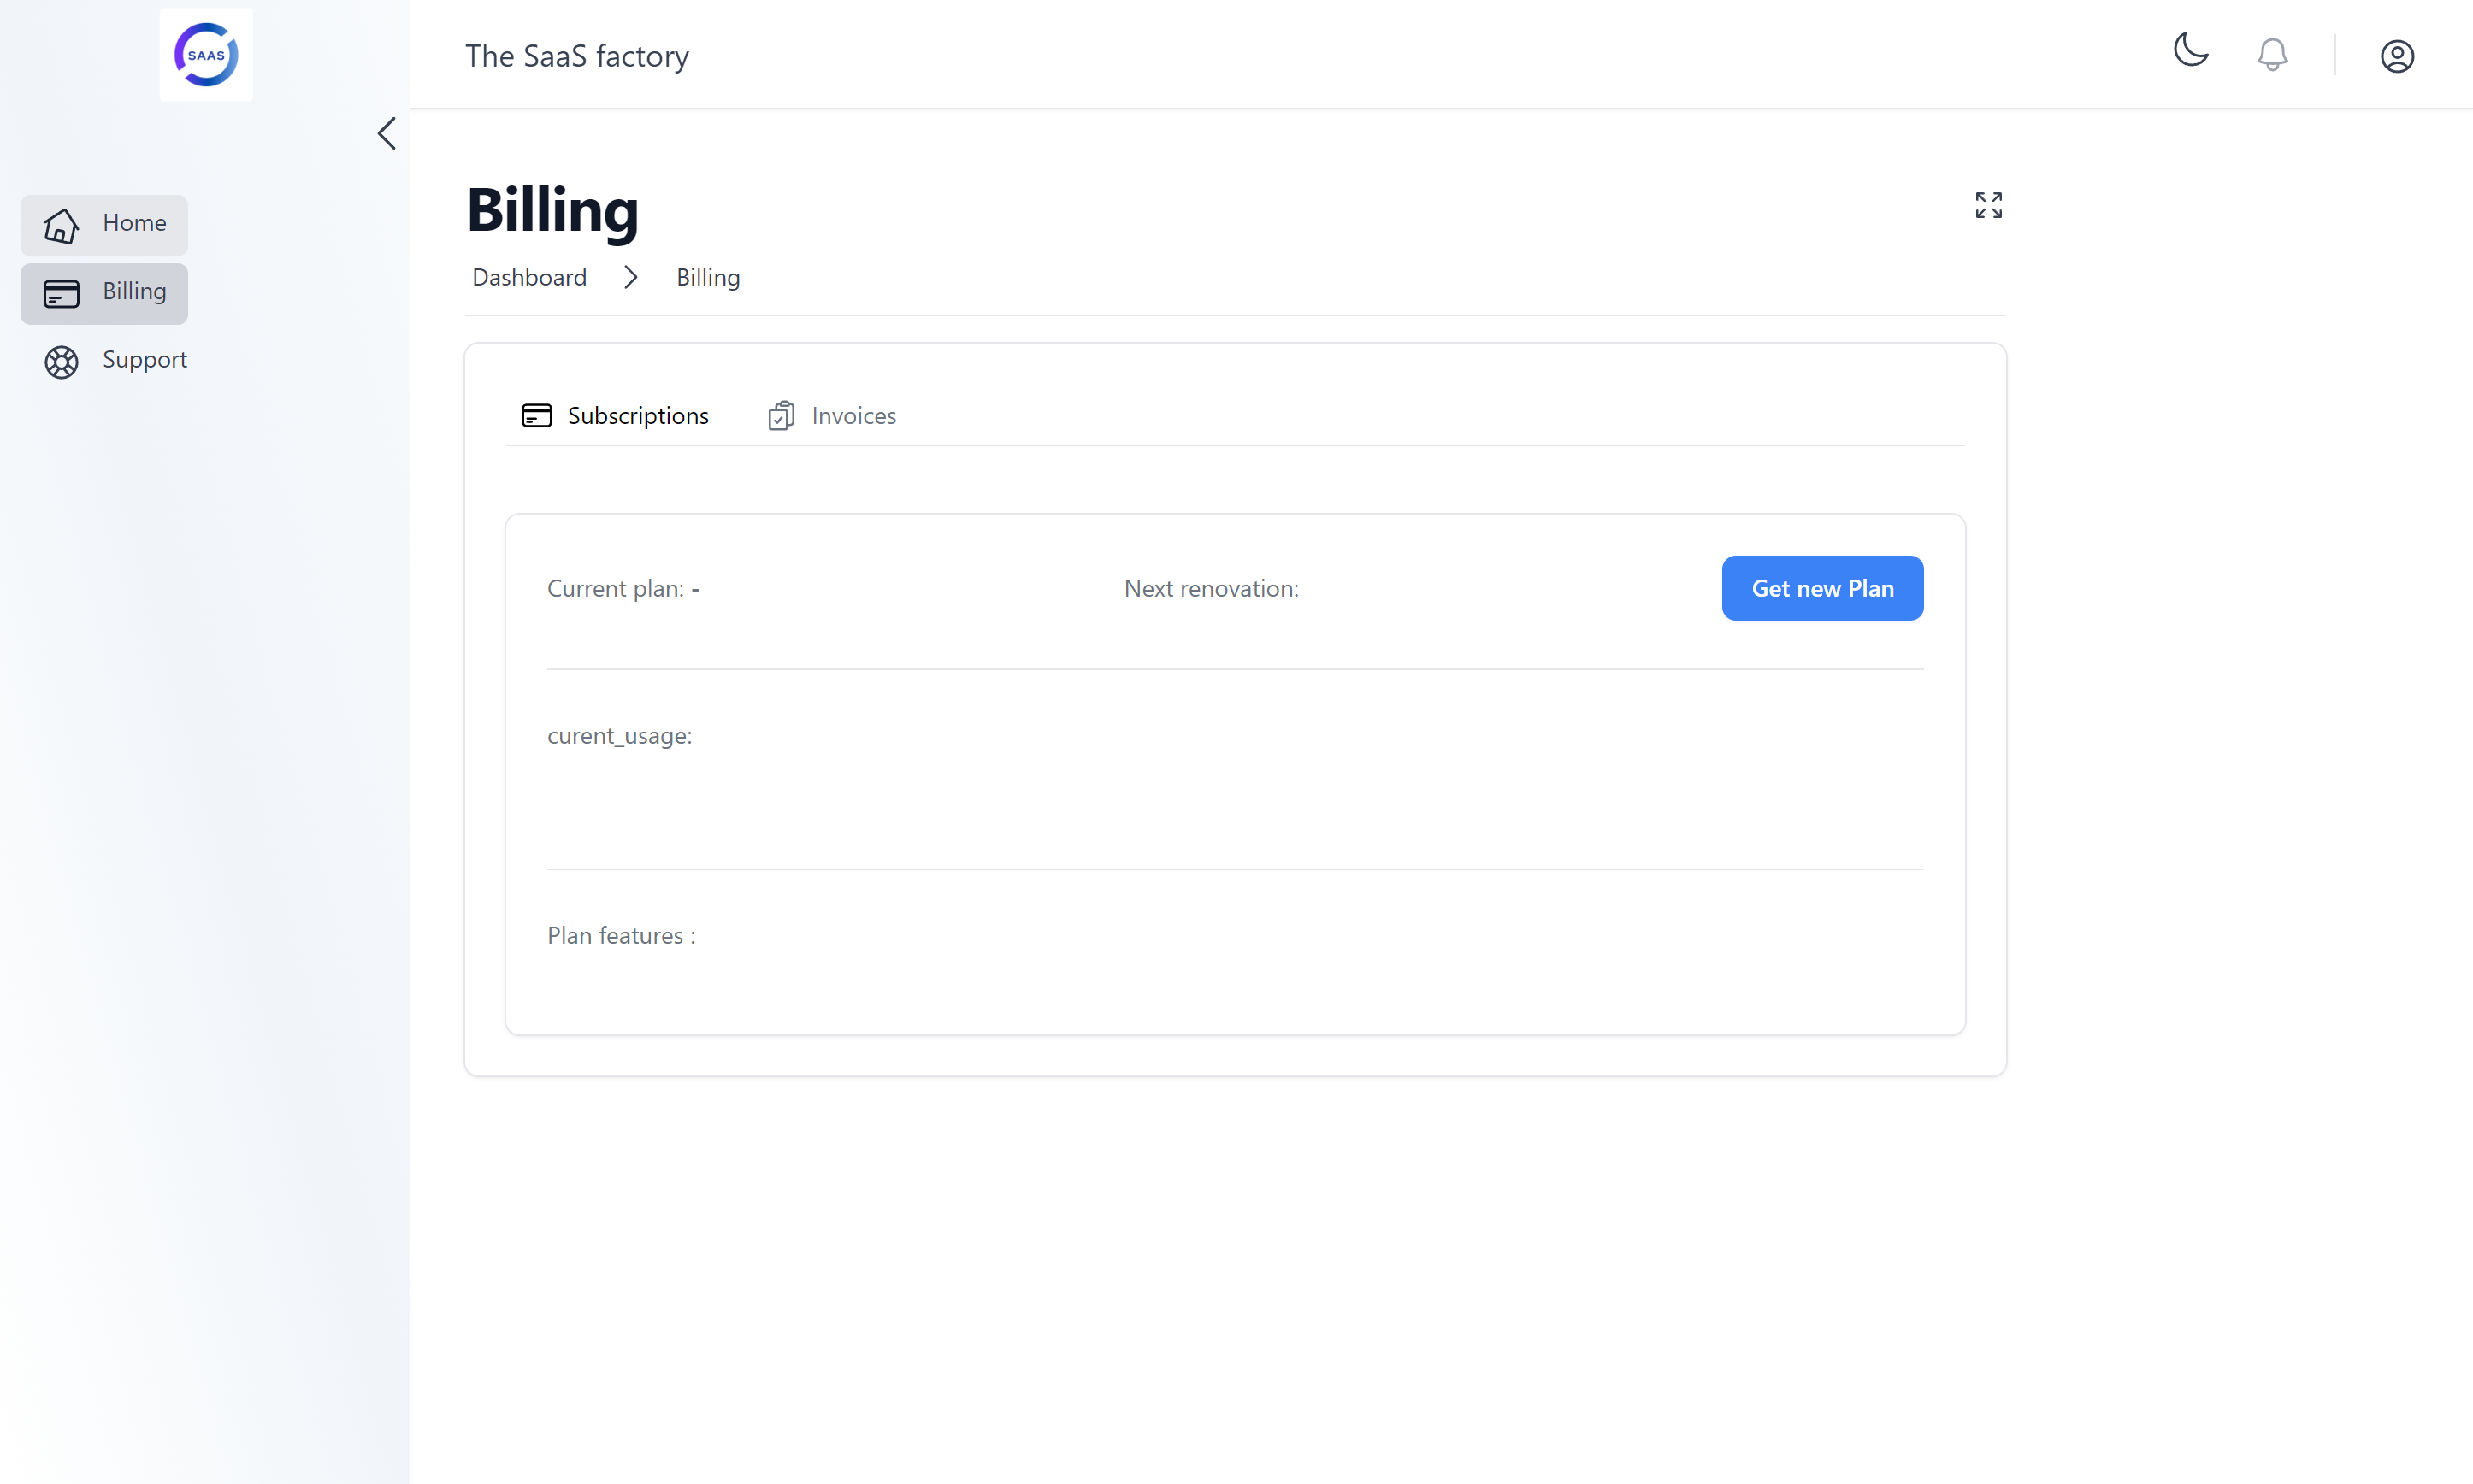 SAAS
The SaaS factory
Home
Billing
Support
Billing
Dashboard Billing
Subscriptions Invoices
Current plan: - Next renovation: Get new Plan
curent_usage:
Plan features :